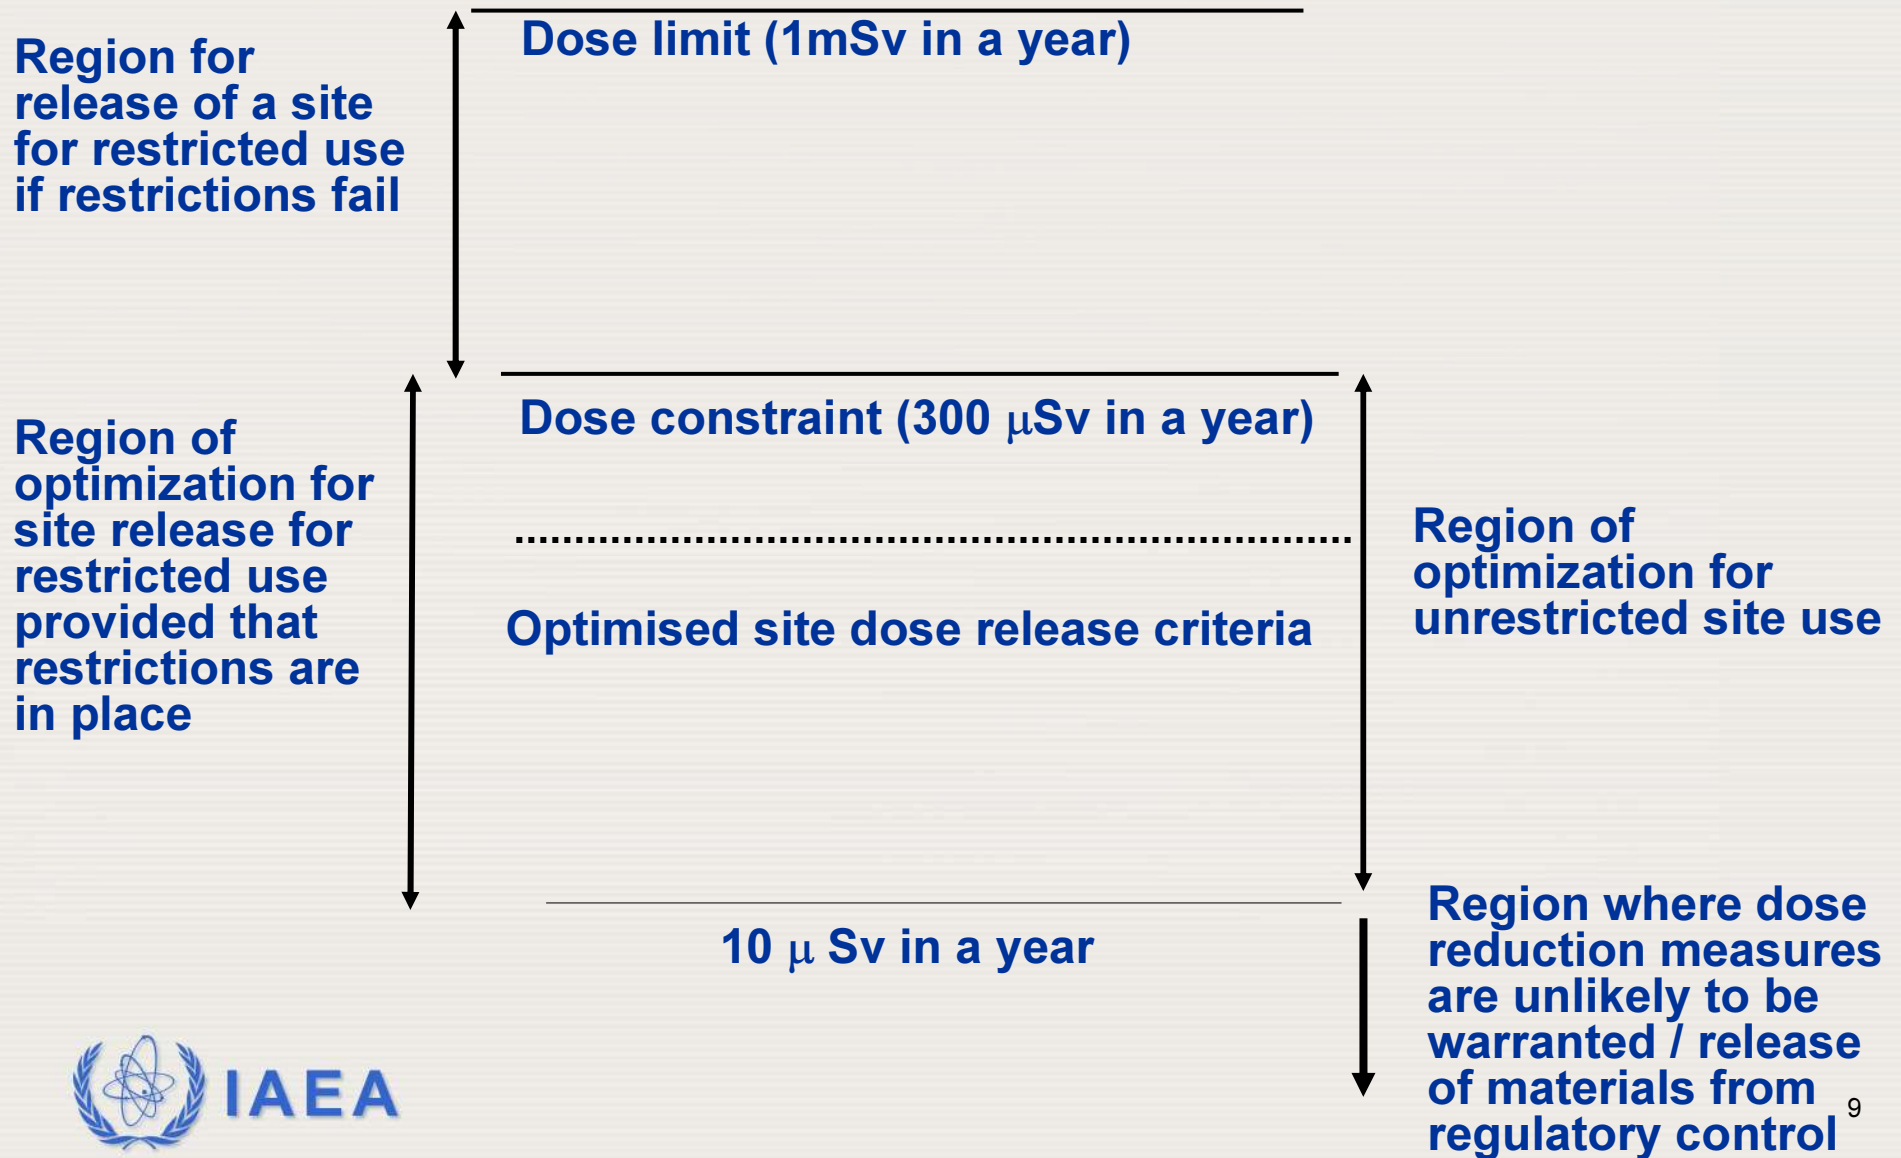 Region for
release of a site
for restricted use
if restrictions fail
Dose limit (1mSv in a year)
Dose constraint (300 μSv in a year)
Region of
optimization for
site release for
restricted use
provided that
restrictions are
in place
Optimised site dose release criteria
Region of
optimization for
unrestricted site use
10 μ Sv in a year
Region where dose
reduction measures
are unlikely to be
warranted / release
of materials from
regulatory control
IAEA
9